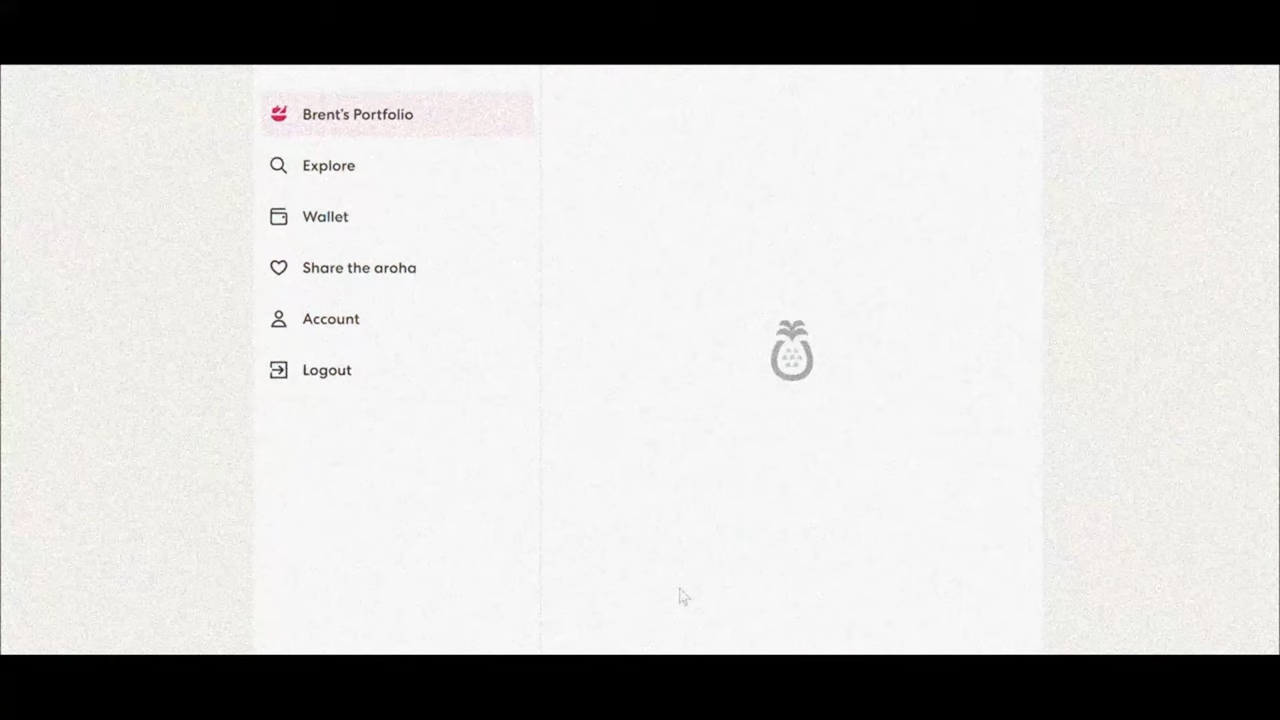 Brent's Portfolio
Explore
Wallet
Share the aroha
Account
Logout